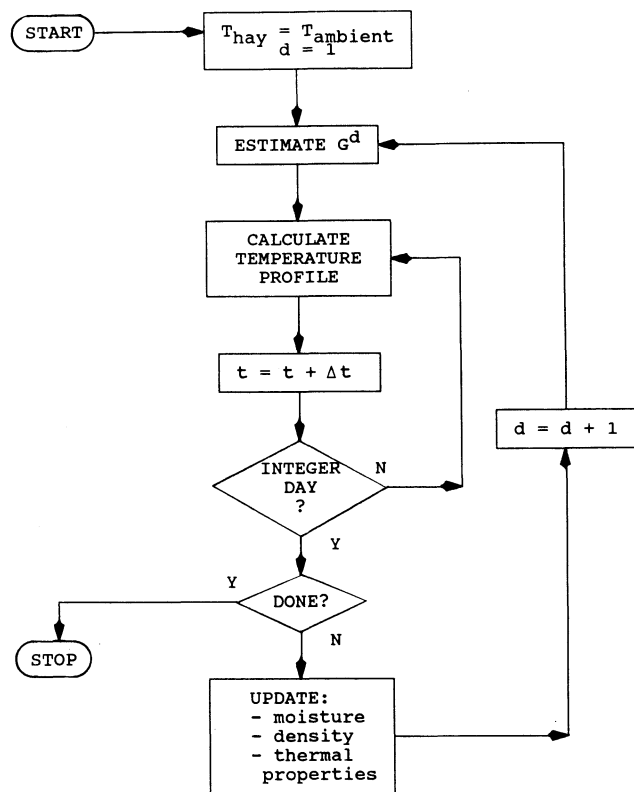 START
T_hay = T_ambient
d = 1
ESTIMATE G^d
CALCULATE
TEMPERATURE
PROFILE
t = t + Δt
d = d + 1
INTEGER
DAY
?
N
Y
Y
DONE?
N
STOP
UPDATE:
- moisture
- density
- thermal
properties